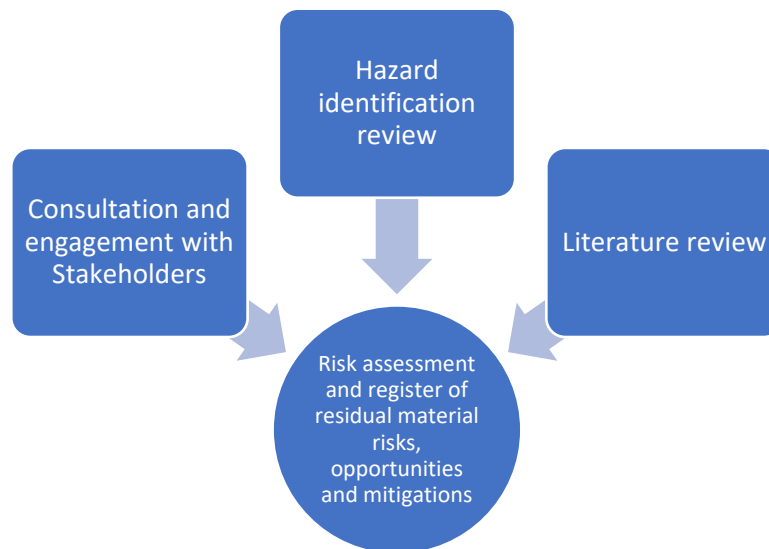 Hazard
identification
review
Consultation and
engagement with
Stakeholders
Literature review
Risk assessment
and register of
residual material
risks,
opportunities
and mitigations